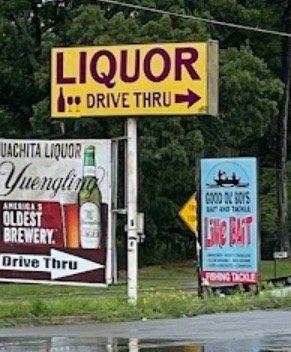 LIQUOR
DRIVE THRU
UACHITA LIQUOR
Yuengling
AMERICA'S
OLDEST
BREWERY.
Drive Thru
GOOD OL' BOYS
BAIT AND TACKLE
LIVE BAIT
FISHING TACKLE